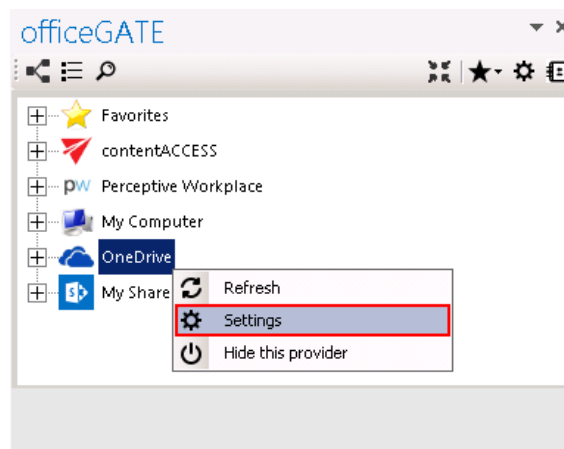 officeGATE
Favorites
contentACCESS
pw Perceptive Workplace
My Computer
OneDrive
My Share
Refresh
Settings
Hide this provider